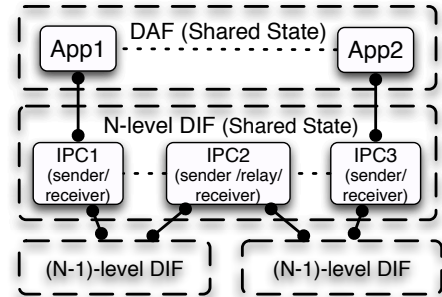 DAF (Shared State)
App1
App2
N-level DIF (Shared State)
IPC1
(sender/
receiver)
IPC2
(sender /relay/
receiver)
IPC3
(sender/
receiver)
(N-1)-level DIF
(N-1)-level DIF